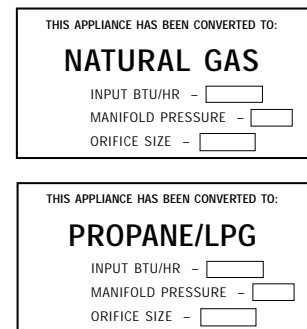 THIS APPLIANCE HAS BEEN CONVERTED TO:
NATURAL GAS
INPUT BTU/HR –
MANIFOLD PRESSURE –
ORIFICE SIZE –
THIS APPLIANCE HAS BEEN CONVERTED TO:
PROPANE/LPG
INPUT BTU/HR –
MANIFOLD PRESSURE –
ORIFICE SIZE –